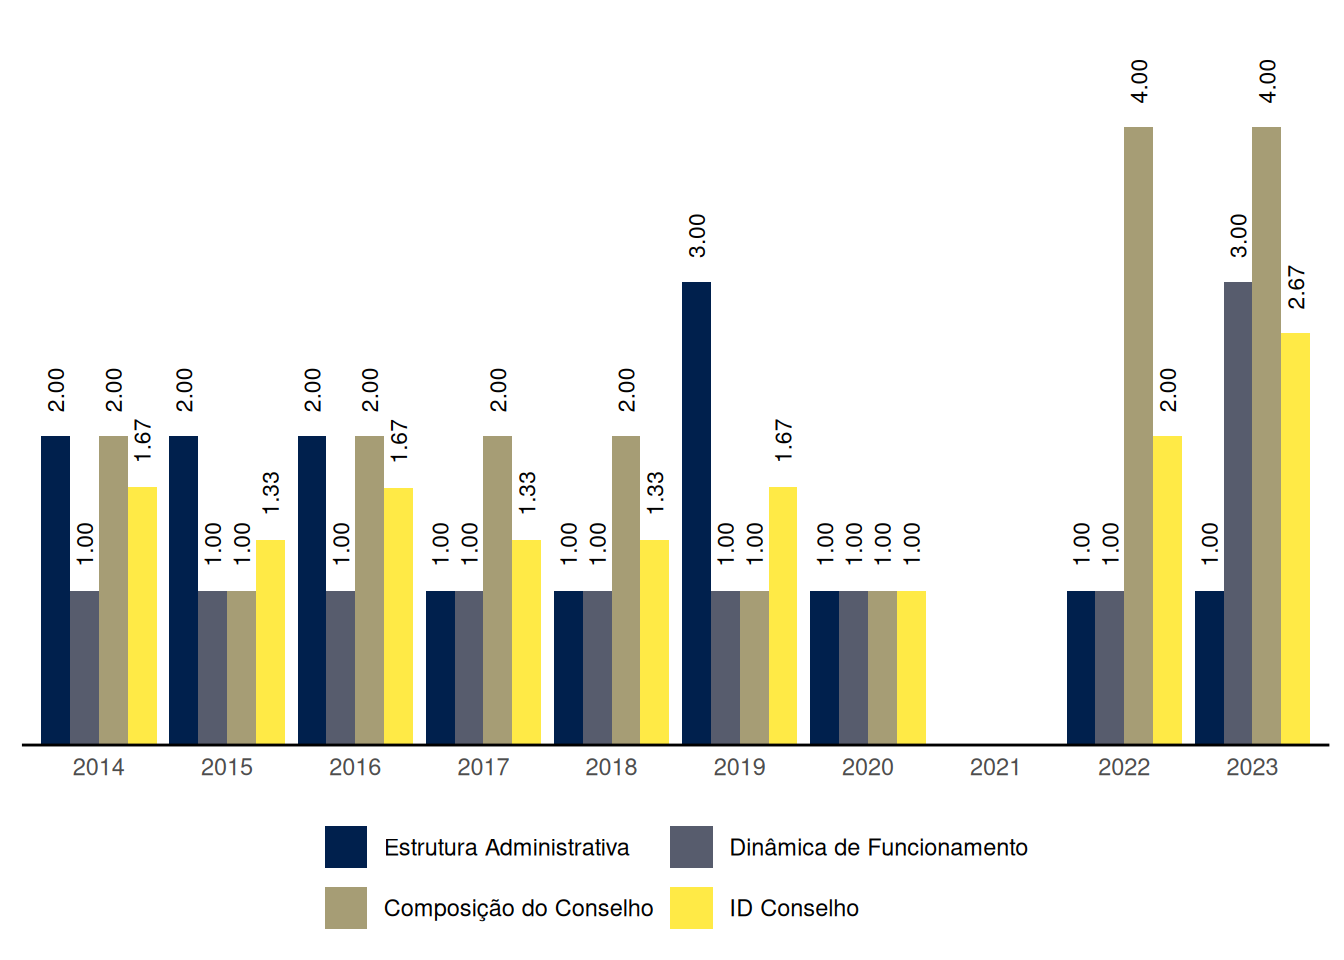 4.00 4.00
3.00 3.00
2.67
2.00 2.00 2.00 2.00 2.00 2.00 2.00 2.00
1.67 1.67 1.67
1.33 1.33 1.33
1.00 1.00 1.00 1.00 1.00 1.00 1.00 1.00 1.00 1.00 1.00 1.00 1.00 1.00 1.00 1.00 1.00 1.00
2014 2015 2016 2017 2018 2019 2020 2021 2022 2023
Estrutura Administrativa Dinâmica de Funcionamento
Composição do Conselho ID Conselho